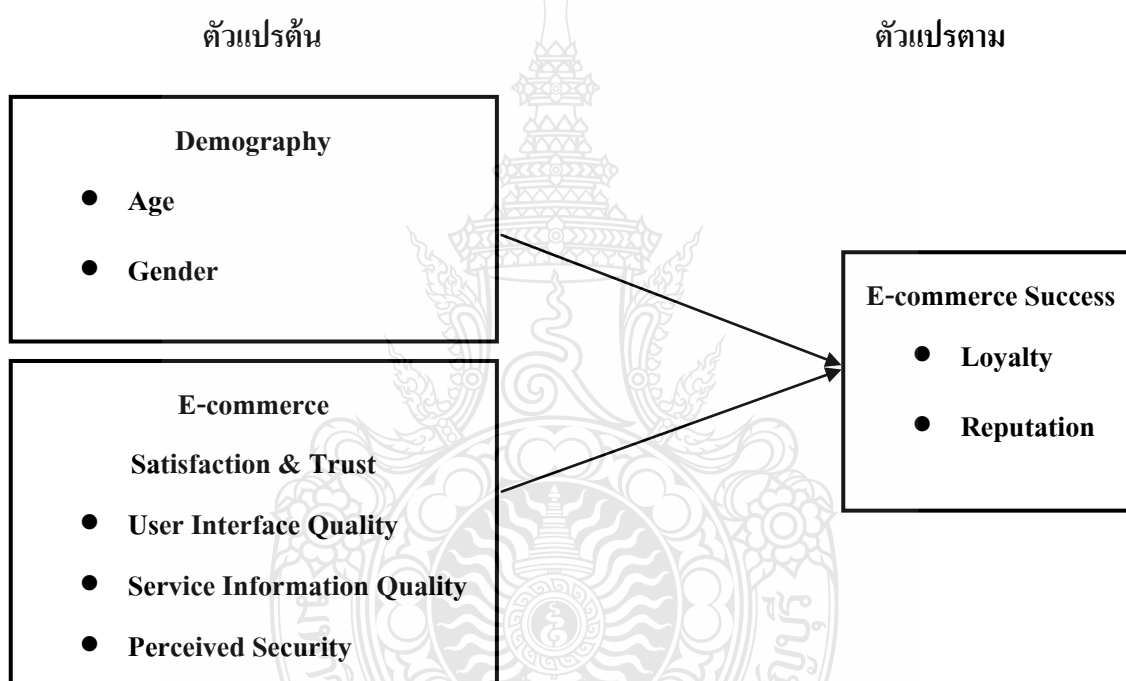 ตัวแปรต้น
ตัวแปรตาม
Demography
● Age
● Gender
E-commerce
Satisfaction & Trust
● User Interface Quality
● Service Information Quality
● Perceived Security
E-commerce Success
● Loyalty
● Reputation